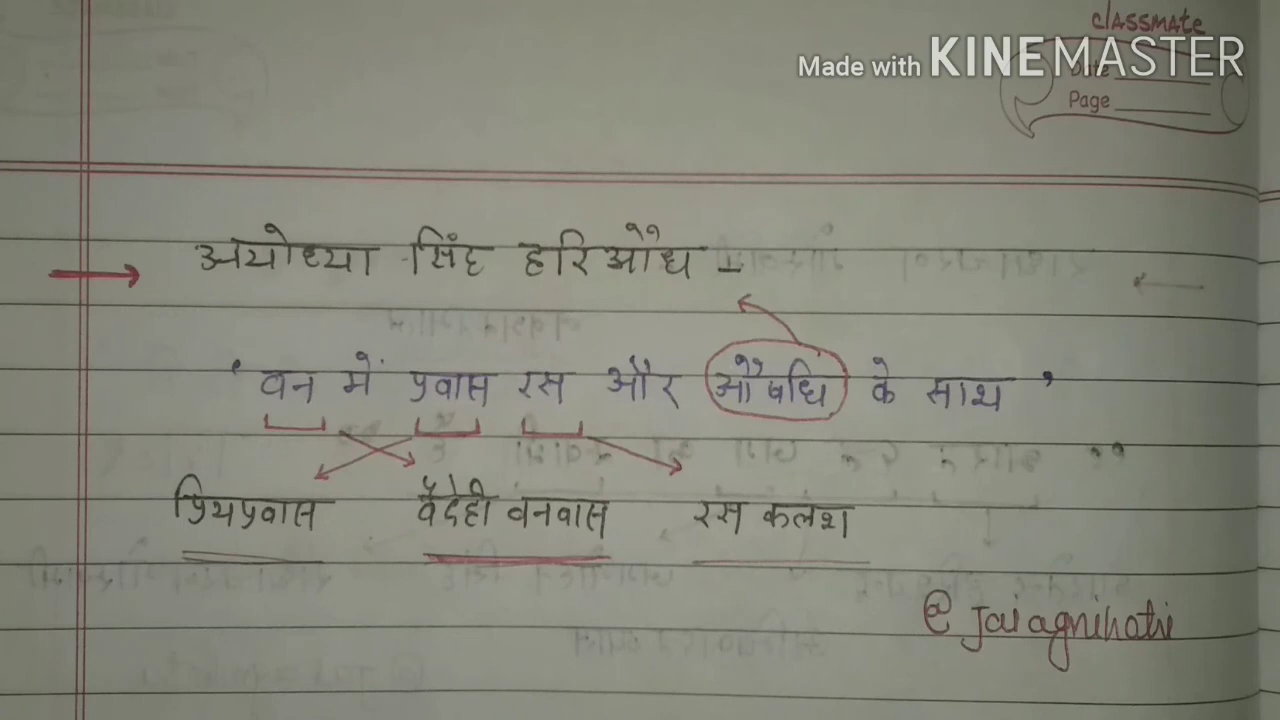 classmate
Made with KINEMASTER
Date
Page
अयोध्या सिंह हरिऔध -
' वन में प्रवास रस और औषधि के साथ '
प्रियप्रवास वैदेही वनवास रस कलश
@ Jai agnihotri